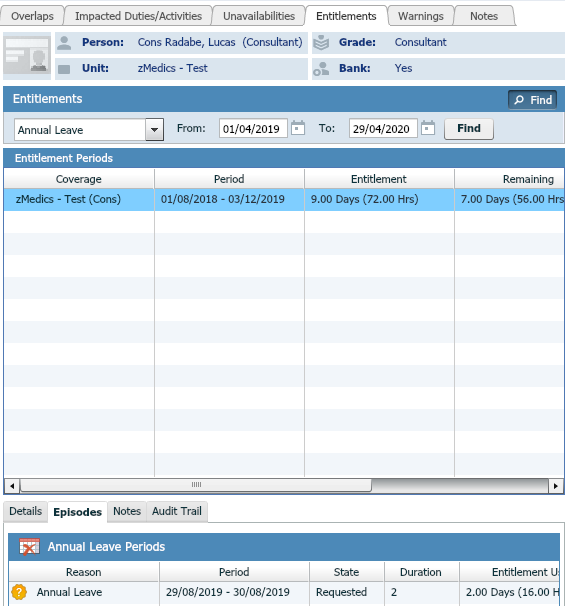 Overlaps Impacted Duties/Activities Unavailabilities Entitlements Warnings Notes
Person: Cons Radabe, Lucas (Consultant) Grade: Consultant
Unit: zMedics - Test Bank: Yes
Entitlements Find
Annual Leave From: 01/04/2019 To: 29/04/2020 Find
Entitlement Periods
Coverage Period Entitlement Remaining
zMedics - Test (Cons) 01/08/2018 - 03/12/2019 9.00 Days (72.00 Hrs) 7.00 Days (56.00 Hrs
Details Episodes Notes Audit Trail
Annual Leave Periods
Reason Period State Duration Entitlement Us
? Annual Leave 29/08/2019 - 30/08/2019 Requested 2 2.00 Days (16.00 H